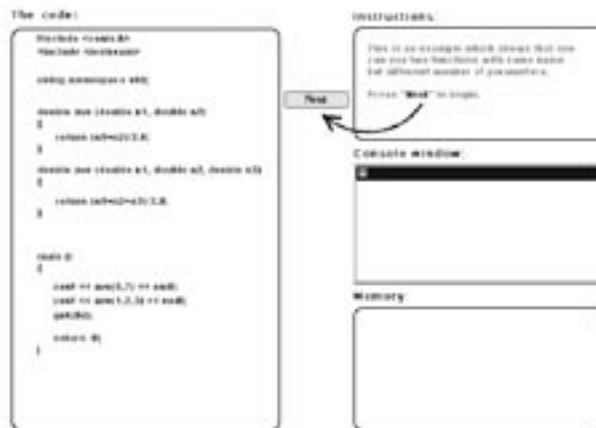 The code:
#include <conio.h>
#include <iostream>
using namespace std;
double ave (double n1, double n2)
{
return (n1+n2)/2.0;
}
double ave (double n1, double n2, double n3)
{
return (n1+n2+n3)/3.0;
}
main ()
{
cout << ave(5,7) << endl;
cout << ave(1,2,3) << endl;
getch();
return 0;
}
Next
Instructions:
This is an example which shows that one
can use two functions with same name
but different number of parameters.
Press "Next" to begin.
Console window:
Memory